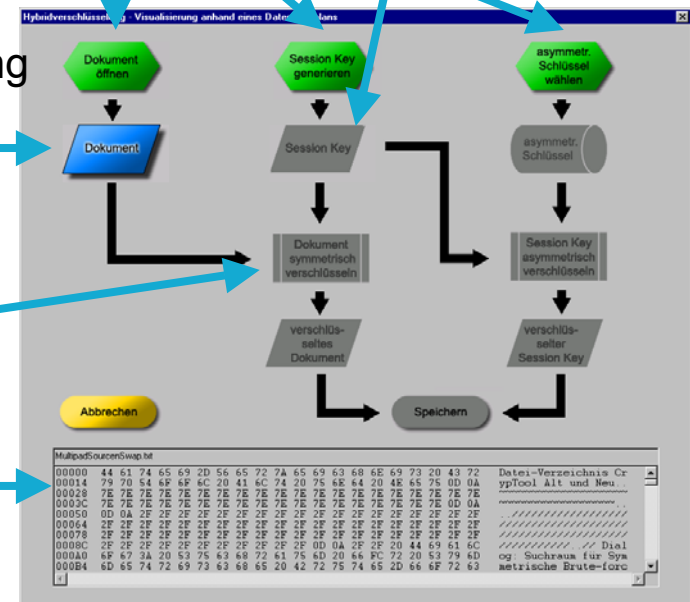 Hybridverschlüsselung - Visualisierung anhand eines
ng
Dokument
öffnen
Session Key
generieren
asymmetr.
Schlüssel
wählen
Dokument
Session Key
asymmetr.
Schlüssel
Dokument
symmetrisch
verschlüsseln
Session Key
asymmetrisch
verschlüsseln
verschlüs-
seltes
Dokument
verschlüs-
selter
Session Key
Abbrechen
Speichern
MultipadSourcenSwap.txt
00000 44 61 74 65 69 2D 56 65 72 7A 65 69 63 68 6E 69 73 20 43 72 Datei-Verzeichnis Cr
00014 79 70 54 6F 6F 6C 20 41 6C 74 20 75 6E 64 20 4E 65 75 0D 0A ypTool Alt und Neu..
00028 7E 7E 7E 7E 7E 7E 7E 7E 7E 7E 7E 7E 7E 7E 7E 7E 7E 7E 7E 7E ~~~~~~~~~~~~~~~~~~~~
0003C 7E 7E 7E 7E 7E 7E 7E 7E 7E 7E 7E 7E 7E 7E 7E 7E 7E 7E 0D 0A ~~~~~~~~~~~~~~~~~~..
00050 0D 0A 2F 2F 2F 2F 2F 2F 2F 2F 2F 2F 2F 2F 2F 2F 2F 2F 2F 2F ..//////////////////
00064 2F 2F 2F 2F 2F 2F 2F 2F 2F 2F 2F 2F 2F 2F 2F 2F 2F 2F 2F 2F ////////////////////
00078 2F 2F 2F 2F 2F 2F 2F 2F 2F 2F 2F 2F 2F 2F 2F 2F 2F 2F 2F 2F ////////////////////
0008C 2F 2F 2F 2F 2F 2F 2F 2F 2F 2F 2F 0D 0A 2F 2F 20 44 69 61 6C ///////////..// Dial
000A0 6F 67 3A 20 53 75 63 68 72 61 75 6D 20 66 FC 72 20 53 79 6D og: Suchraum für Sym
000B4 6D 65 74 72 69 73 63 68 65 20 42 72 75 74 65 2D 66 6F 72 63 metrische Brute-forc